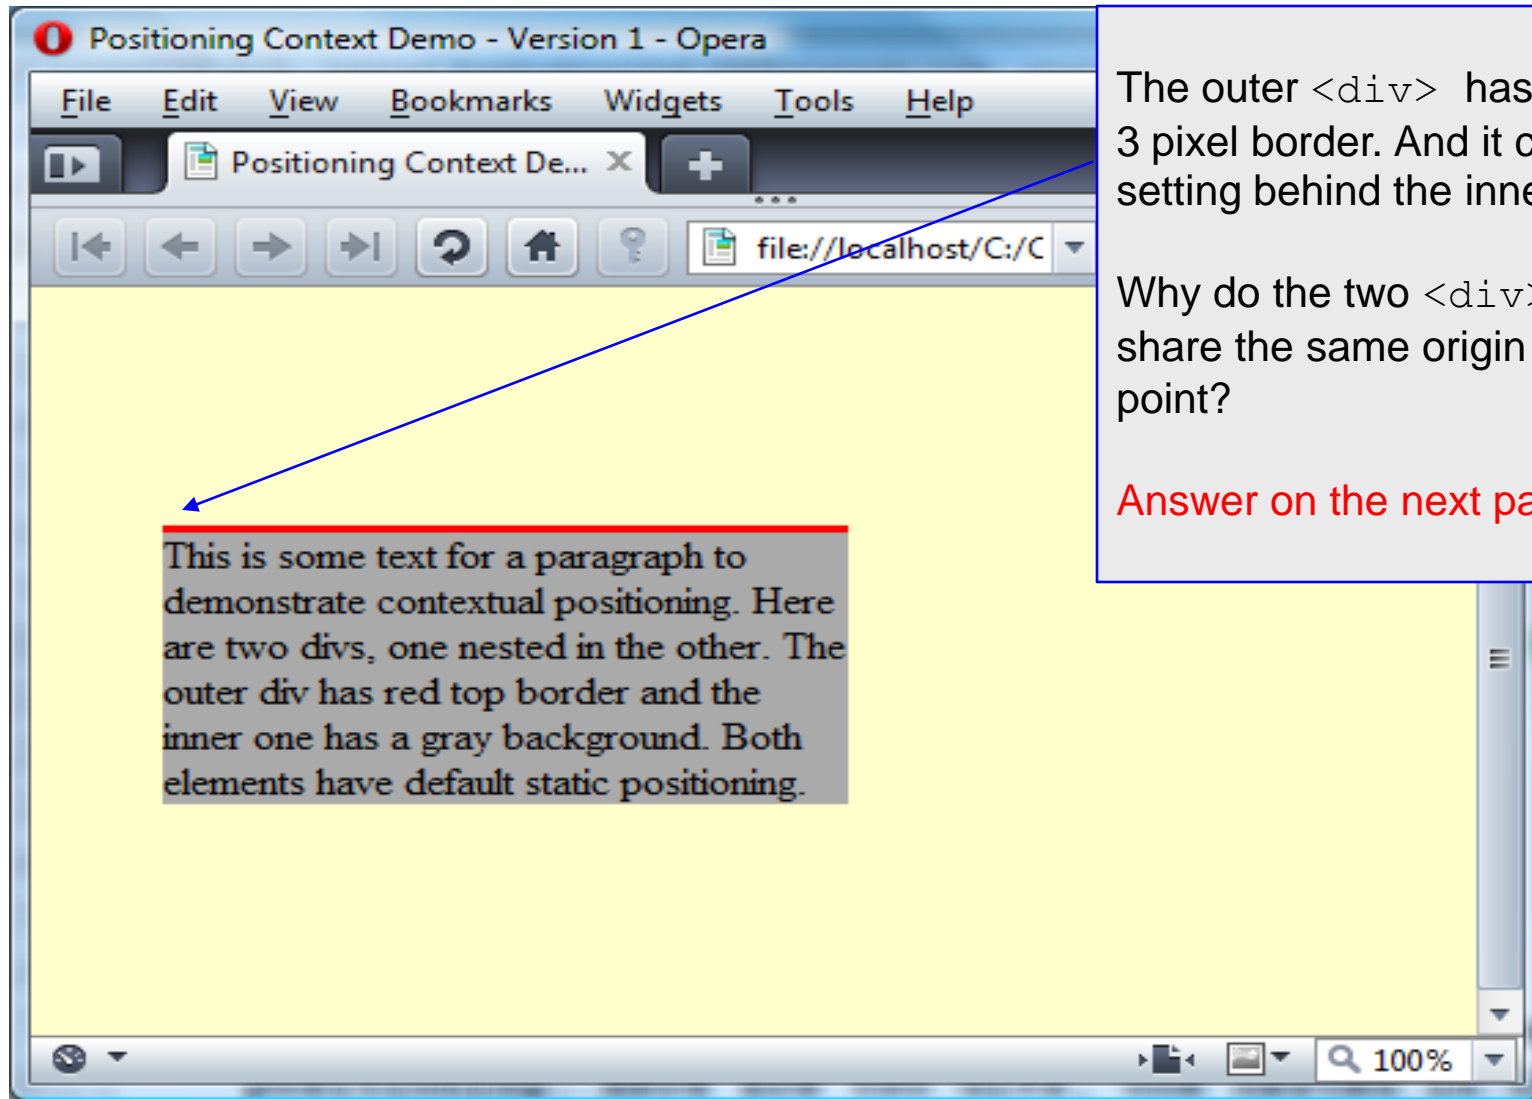 Positioning Context Demo - Version 1 - Opera
File Edit View Bookmarks Widgets Tools Help
Positioning Context De...
file://localhost/C:/C
The outer <div> has
3 pixel border. And it
setting behind the
Why do the two <div>
share the same origin
point?
Answer on the next
This is some text for a paragraph to
demonstrate contextual positioning. Here
are two divs, one nested in the other. The
outer div has red top border and the
inner one has a gray background. Both
elements have default static positioning.
100%